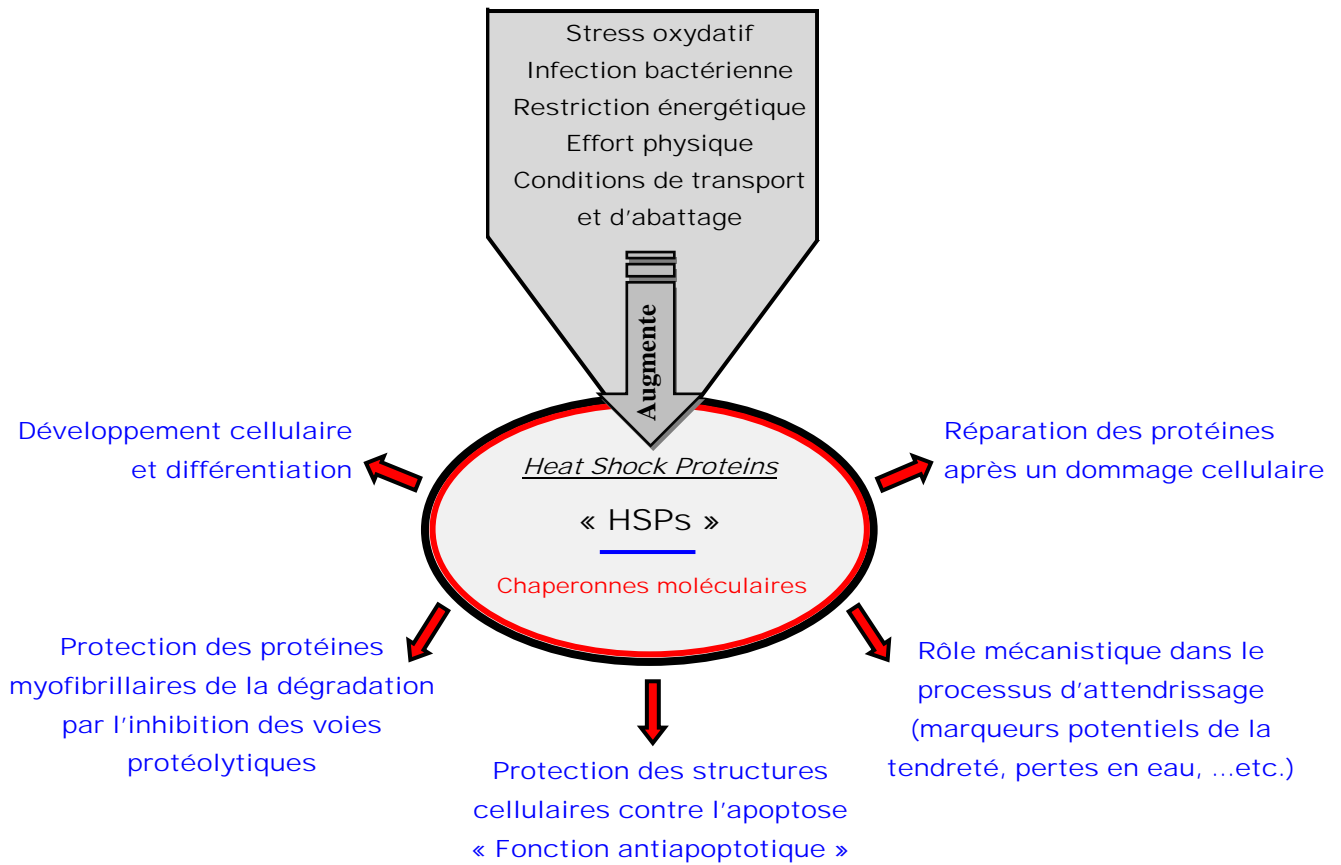 Stress oxydatif
Infection bactérienne
Restriction énergétique
Effort physique
Conditions de transport
et d'abattage
Augmente
Heat Shock Proteins
« HSPs »
Chaperonnes moléculaires
Développement cellulaire
et différentiation
Réparation des protéines
après un dommage cellulaire
Protection des protéines
myofibrillaires de la dégradation
par l'inhibition des voies
protéolytiques
Protection des structures
cellulaires contre l'apoptose
« Fonction antiapoptotique »
Rôle mécanistique dans le
processus d'attendrissage
(marqueurs potentiels de la
tendreté, pertes en eau, ...etc.)